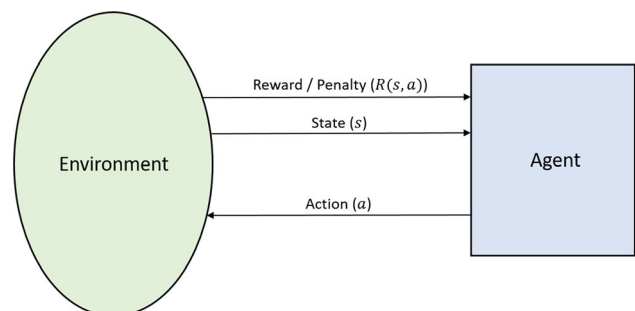 Reward / Penalty (R(s, a))
State (s)
Environment
Agent
Action (a)